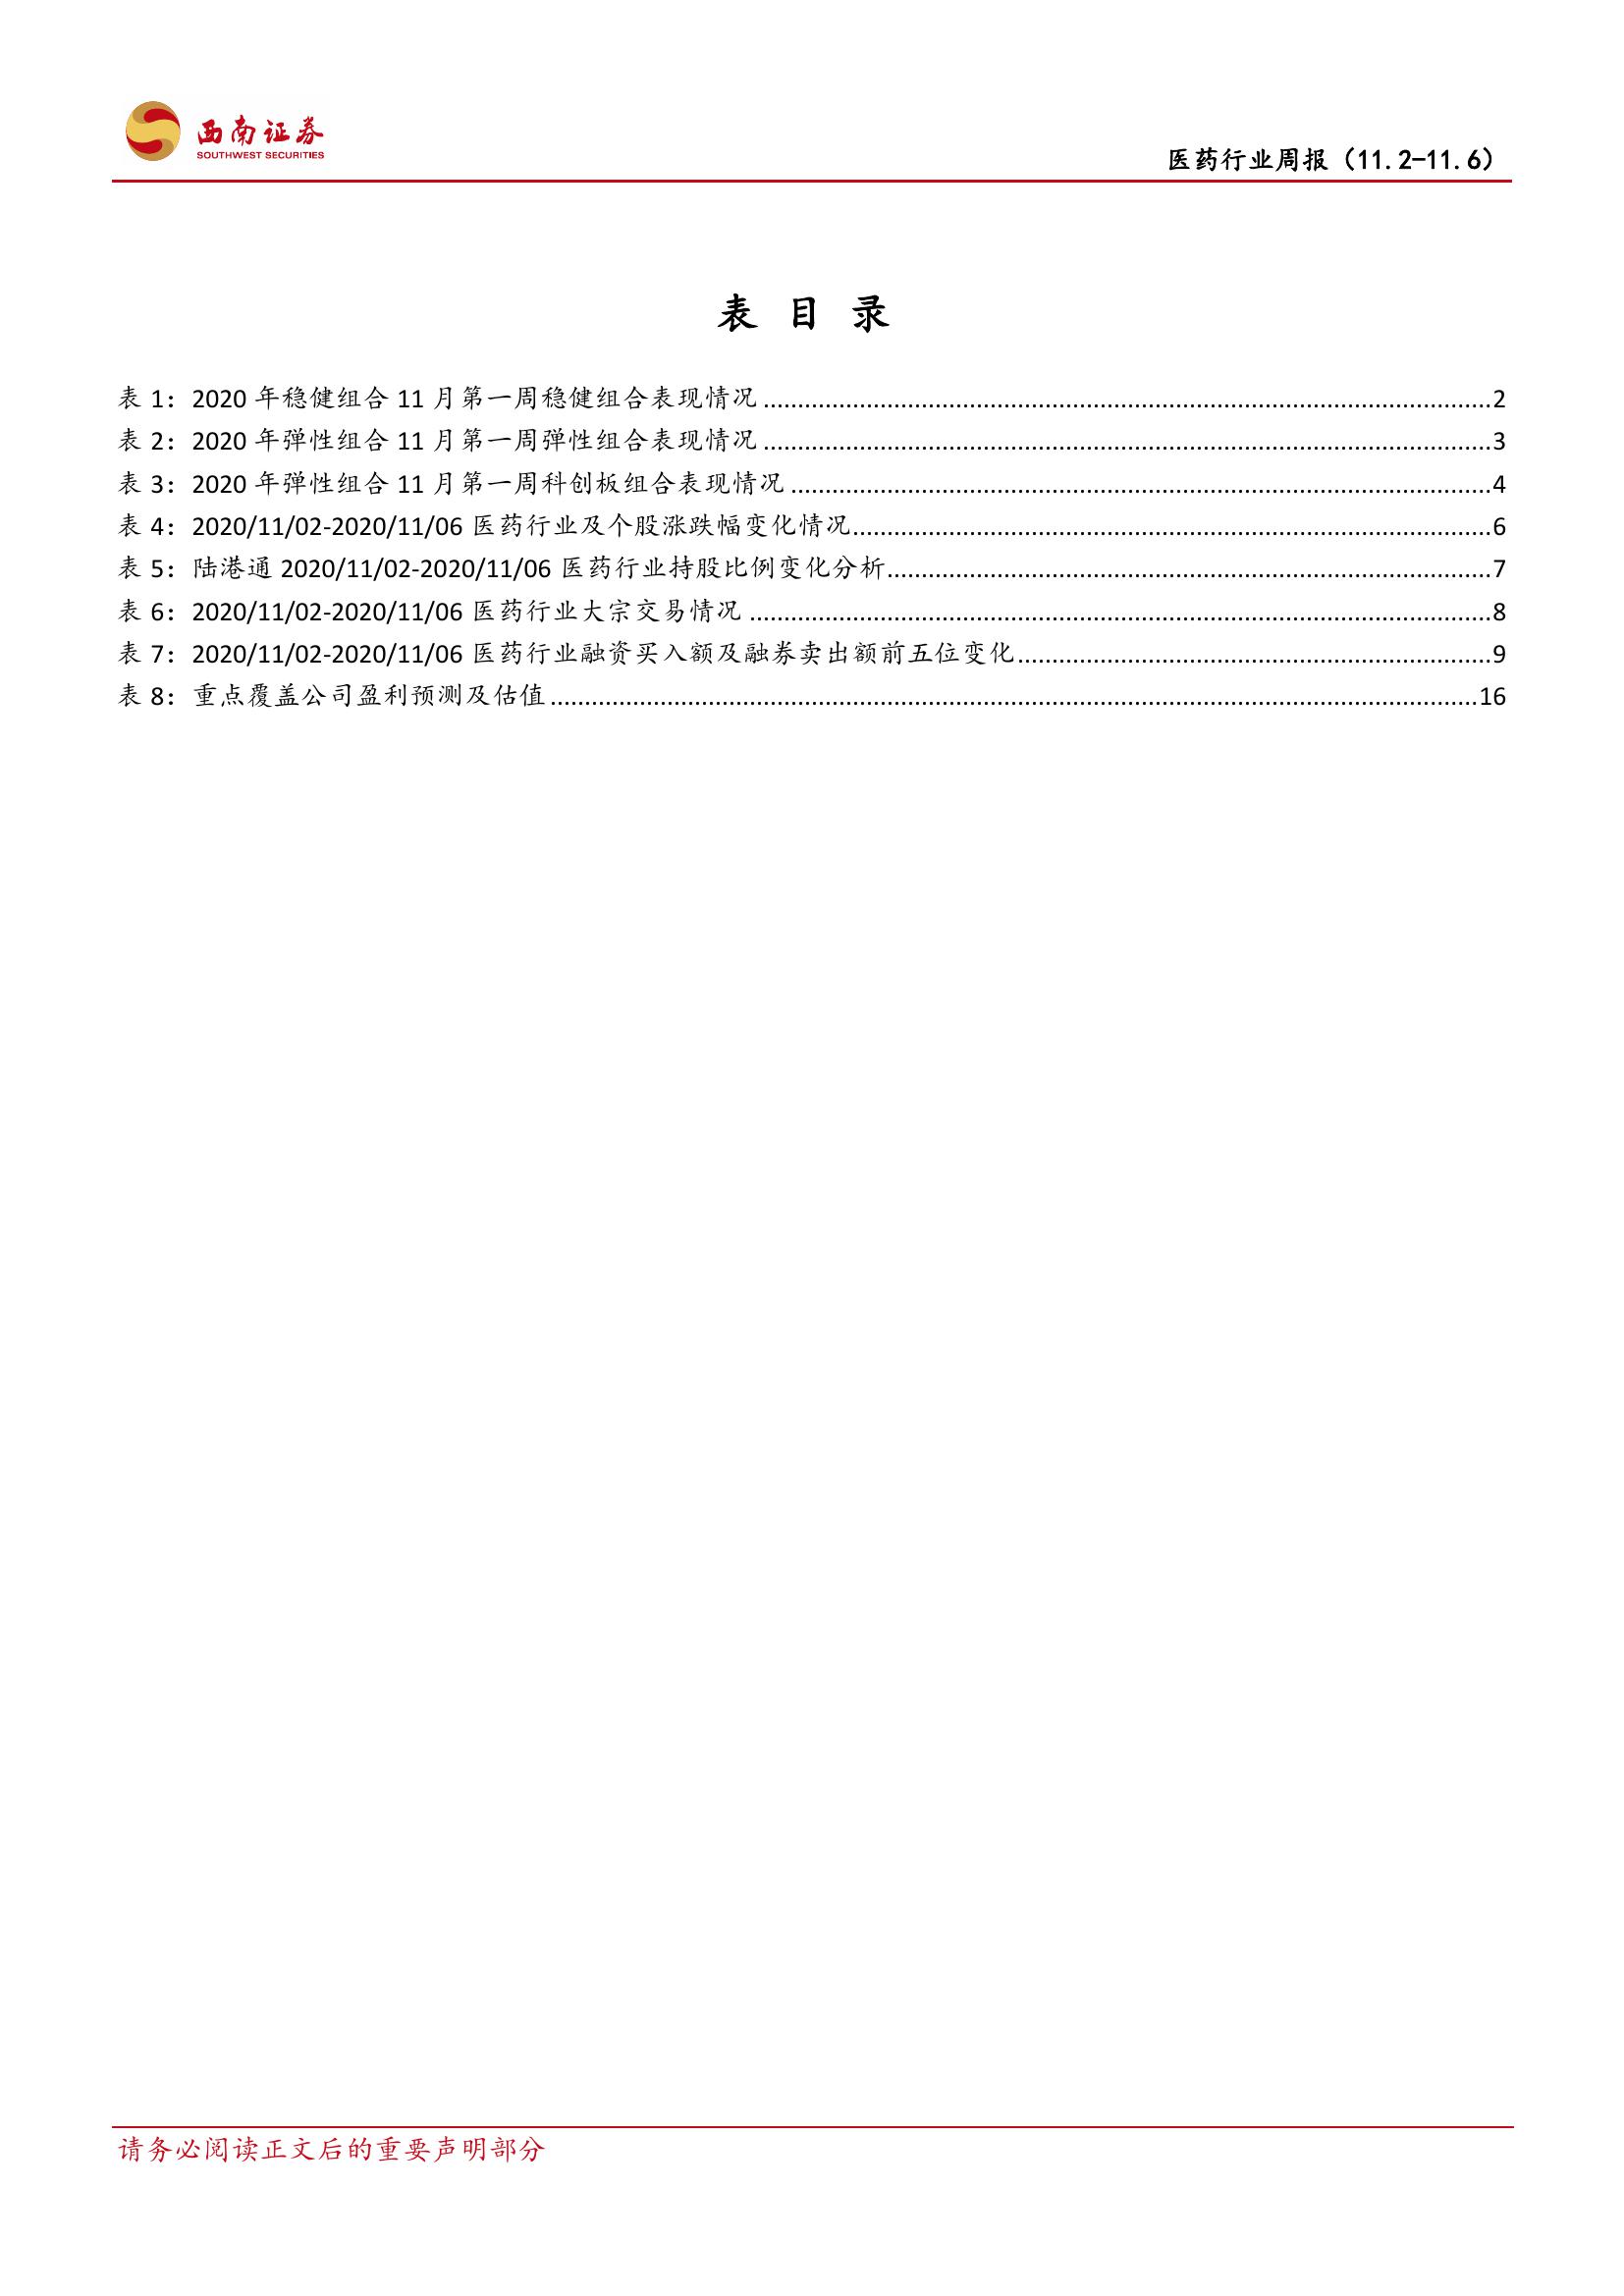 西南证券
SOUTHWEST SECURITIES
医药行业周报（11.2-11.6）
表 目 录
表 1：2020 年稳健组合 11 月第一周稳健组合表现情况 ........ 2
表 2：2020 年弹性组合 11 月第一周弹性组合表现情况 ........ 3
表 3：2020 年弹性组合 11 月第一周科创板组合表现情况 ........ 4
表 4：2020/11/02-2020/11/06 医药行业及个股涨跌幅变化情况 ........ 6
表 5：陆港通 2020/11/02-2020/11/06 医药行业持股比例变化分析 ........ 7
表 6：2020/11/02-2020/11/06 医药行业大宗交易情况 ........ 8
表 7：2020/11/02-2020/11/06 医药行业融资买入额及融券卖出额前五位变化 ........ 9
表 8：重点覆盖公司盈利预测及估值 ........ 16
请务必阅读正文后的重要声明部分